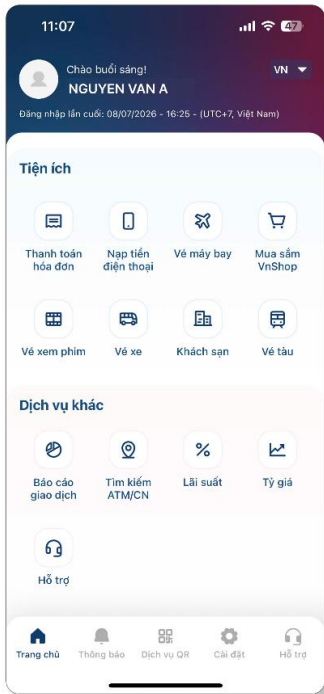 11:07
47
Chào buổi sáng!
VN
NGUYEN VAN A
Đăng nhập lần cuối: 08/07/2026 - 16:25 - (UTC+7, Việt Nam)
Tiện ích
Thanh toán Nạp tiền Vé máy bay Mua sắm
hóa đơn điện thoại VnShop
Vé xem phim Vé xe Khách sạn Vé tàu
Dịch vụ khác
Báo cáo Tìm kiếm Lãi suất Tỷ giá
giao dịch ATM/CN
Hỗ trợ
Trang chủ Thông báo Dịch vụ QR Cài đặt Hỗ trợ